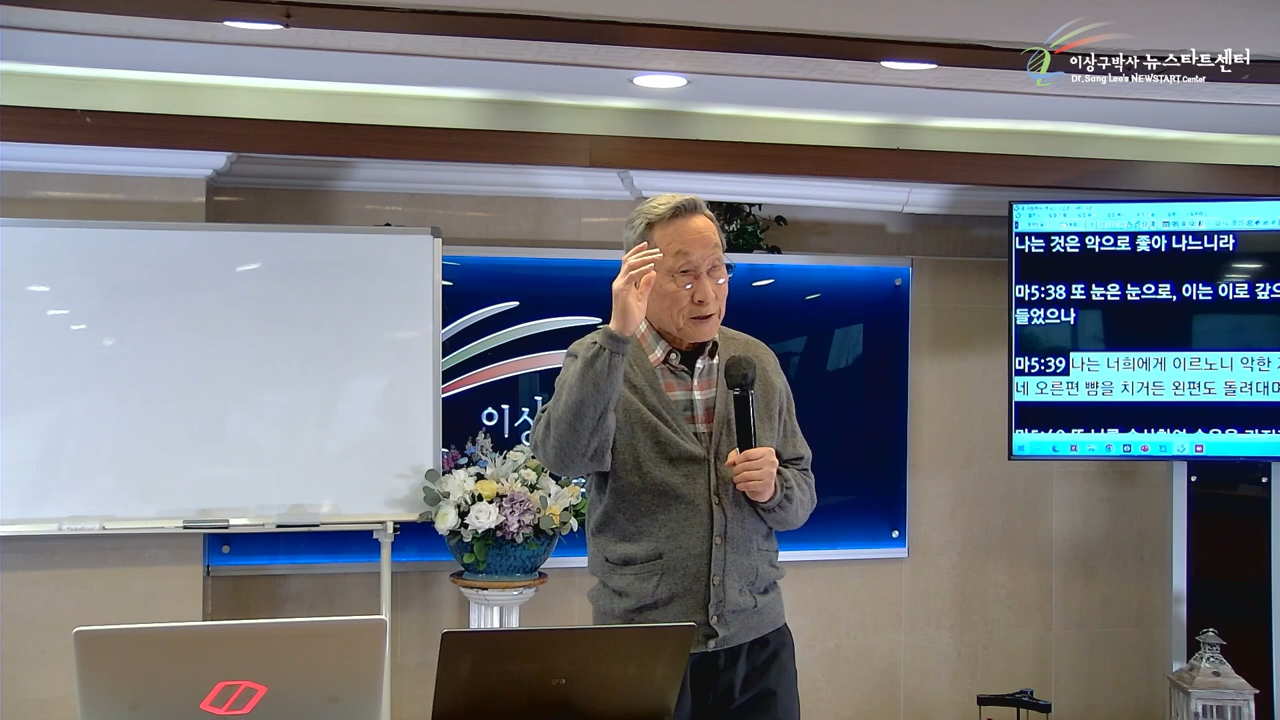 이상구박사 뉴스타트센터
Dr. Sang Lee's NEWSTART Center
나는 것은 악으로 좇아 나느니라
마5:38 또 눈은 눈으로, 이는 이로 갚으
들었으나
마5:39 나는 너희에게 이르노니 악한
네 오른편 뺨을 치거든 왼편도 돌려대며
이상